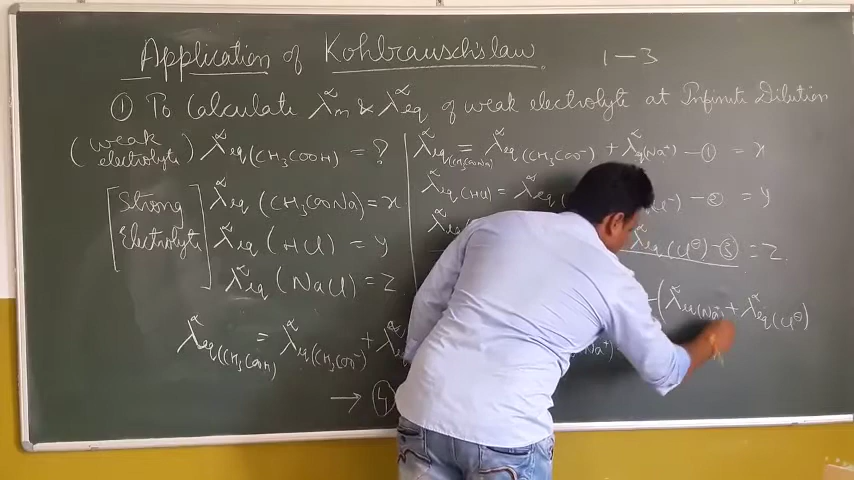 Application of Kohlrausch's law. 1 – 3
① To Calculate λ∞m & λ∞eq of weak electrolyte at Infinite Dilution
(weak electrolyte) λ∞eq (CH3COOH) = ?
[Strong Electrolyte] λ∞eq (CH3COONa) = x
λ∞eq (HCl) = y
λ∞eq (NaCl) = Z
λ∞eq (CH3COOH) = λ∞eq (CH3COO-) +
→ ④
λ∞eq (CH3COONa) = λ∞eq (CH3COO-) + λ∞eq (Na+) – ① = x
λ∞eq (HCl) = λ∞eq – ② = y
λ∞eq (Cl⊖) – ③ = Z
(λ∞eq (Na+) + λ∞eq (Cl⊖)